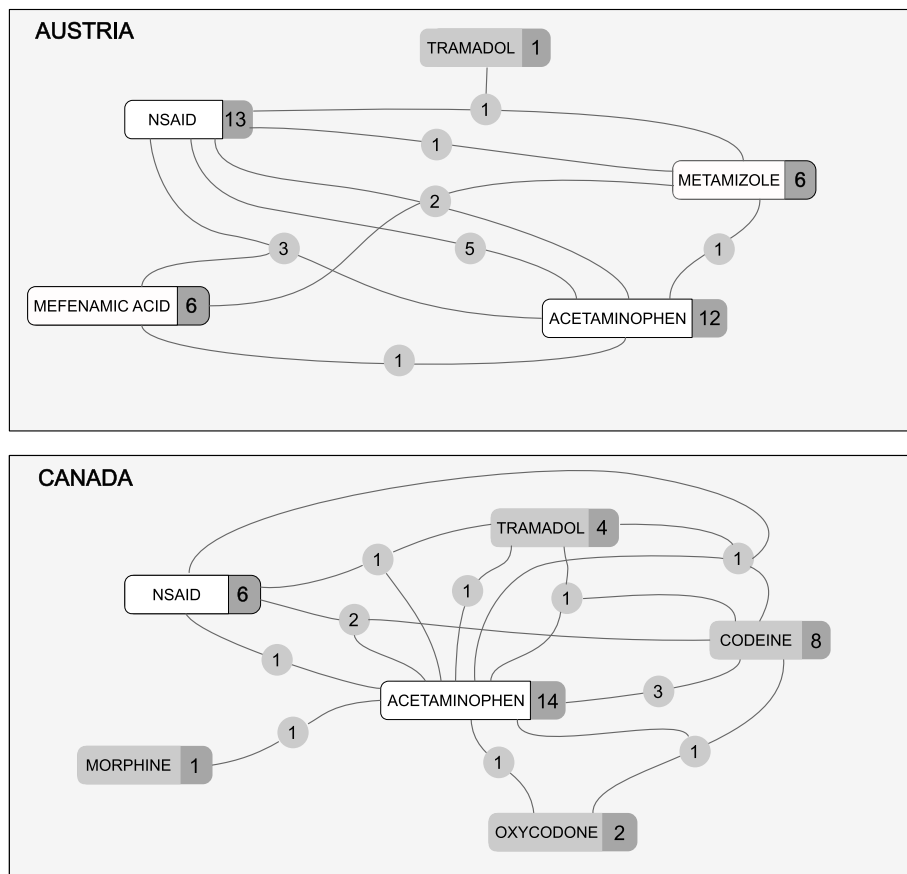 AUSTRIA
TRAMADOL 1
1
NSAID 13
1
METAMIZOLE 6
2
3
5
1
MEFENAMIC ACID 6
ACETAMINOPHEN 12
1
CANADA
TRAMADOL 4
1
1
NSAID 6
1
1
2
CODEINE 8
1
3
ACETAMINOPHEN 14
1
1
MORPHINE 1
1
OXYCODONE 2